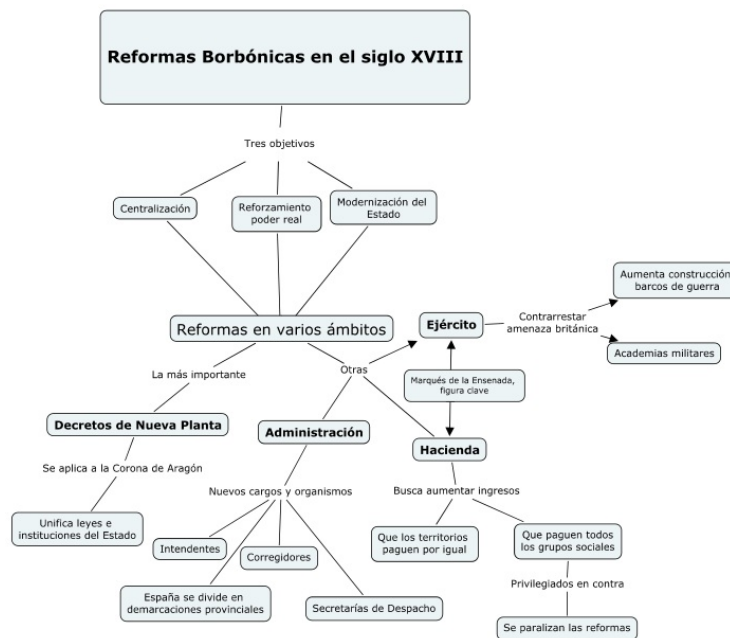 Reformas Borbónicas en el siglo XVIII
Tres objetivos
Centralización
Reforzamiento
poder real
Modernización del
Estado
Reformas en varios ámbitos
La más importante
Decretos de Nueva Planta
Se aplica a la Corona de Aragón
Unifica leyes e
instituciones del Estado
Otras
Administración
Nuevos cargos y organismos
Intendentes
Corregidores
España se divide en
demarcaciones provinciales
Secretarías de Despacho
Ejército
Contrarrestar
amenaza británica
Aumenta construcción
barcos de guerra
Academias militares
Marqués de la Ensenada,
figura clave
Hacienda
Busca aumentar ingresos
Que los territorios
paguen por igual
Que paguen todos
los grupos sociales
Privilegiados en contra
Se paralizan las reformas